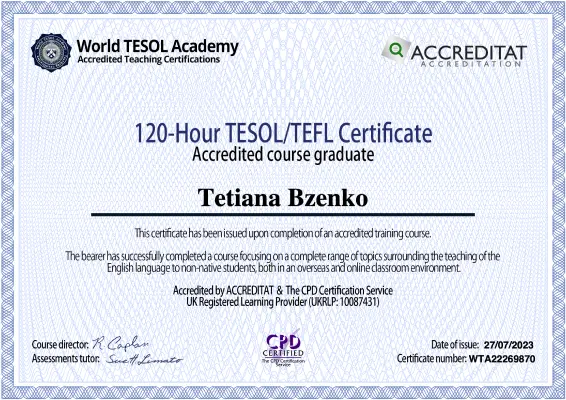 World TESOL Academy
Accredited Teaching Certifications
ACCREDITAT
ACCREDITATION
120-Hour TESOL/TEFL Certificate
Accredited course graduate
Tetiana Bzenko
This certificate has been issued upon completion of an accredited training course.
The bearer has successfully completed a course focusing on a complete range of topics surrounding the teaching of the
English language to non-native students, both in an overseas and online classroom environment.
Accredited by ACCREDITAT & The CPD Certification Service
UK Registered Learning Provider (UKRLP: 10087431)
Course director: R Caplan
Assessments tutor:
CPD
CERTIFIED
The CPD Certification
Service
Date of issue: 27/07/2023
Certificate number: WTA22269870